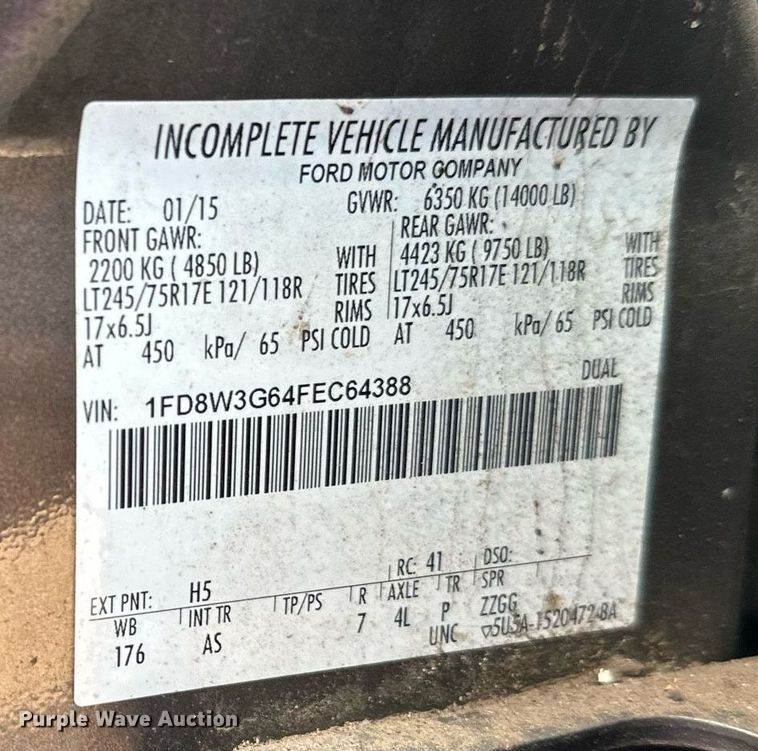 INCOMPLETE VEHICLE MANUFACTURED BY
FORD MOTOR COMPANY
DATE: 01/15 GVWR: 6350 KG (14000 LB)
FRONT GAWR: REAR GAWR:
2200 KG ( 4850 LB) WITH 4423 KG ( 9750 LB) WITH
LT245/75R17E 121/118R TIRES LT245/75R17E 121/118R TIRES
17x6.5J RIMS 17x6.5J RIMS
AT 450 kPa/ 65 PSI COLD AT 450 kPa/ 65 PSI COLD
DUAL
VIN: 1FD8W3G64FEC64388
EXT PNT: H5 RC: 41 DSO:
WB INT TR TP/PS R AXLE TR SPR
176 AS 7 4L P ZZGG
UNC ▽5U5A-1520472-BA
Purple Wave Auction